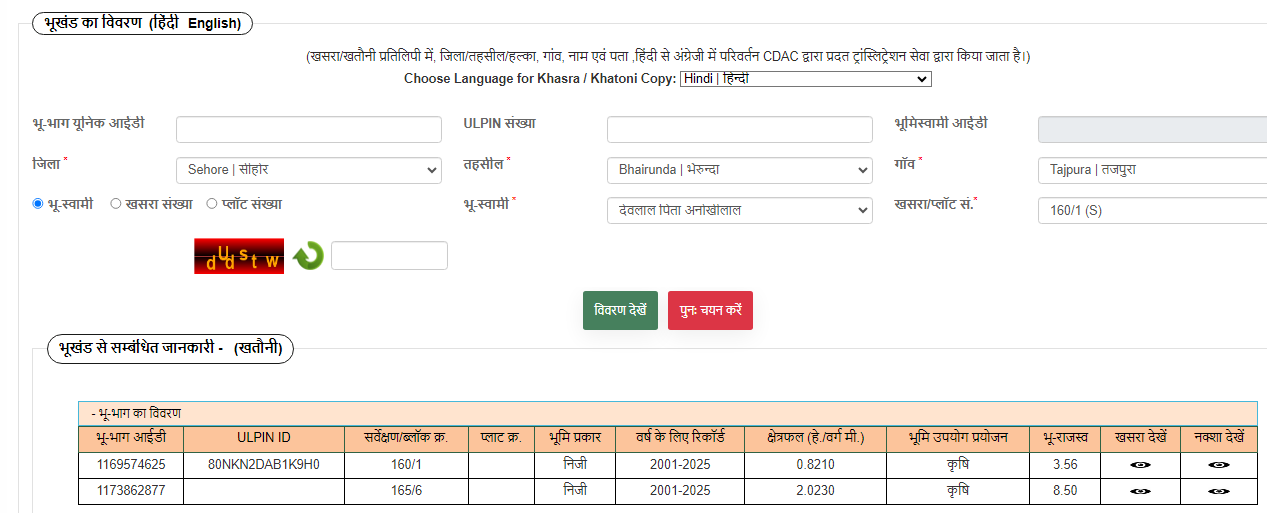 भूखंड का विवरण (हिंदी English)
(खसरा/खतौनी प्रतिलिपी में, जिला/तहसील/हल्का, गांव, नाम एवं पता ,हिंदी से अंग्रेजी में परिवर्तन CDAC द्वारा प्रदत ट्रांस्लिट्रेशन सेवा द्वारा किया जाता है।)
Choose Language for Khasra / Khatoni Copy: Hindi | हिन्दी
भू-भाग यूनिक आईडी ULPIN संख्या भूमिस्वामी आईडी
जिला * Sehore | सीहोर तहसील * Bhairunda | भेरुन्दा गॉव * Tajpura | तजपुरा
भू-स्वामी खसरा संख्या प्लॉट संख्या भू-स्वामी * देवलाल पिता अनोखीलाल खसरा/प्लॉट सं.* 160/1 (S)
dUdstw
विवरण देखें पुनः चयन करें
भूखंड से सम्बंधित जानकारी - (खतौनी)
- भू-भाग का विवरण
भू-भाग आईडी ULPIN ID सर्वेक्षण/ब्लॉक क्र. प्लाट क्र. भूमि प्रकार वर्ष के लिए रिकॉर्ड क्षेत्रफल (हे./वर्ग मी.) भूमि उपयोग प्रयोजन भू-राजस्व खसरा देखें नक्शा देखें
1169574625 80NKN2DAB1K9H0 160/1 निजी 2001-2025 0.8210 कृषि 3.56
1173862877 165/6 निजी 2001-2025 2.0230 कृषि 8.50